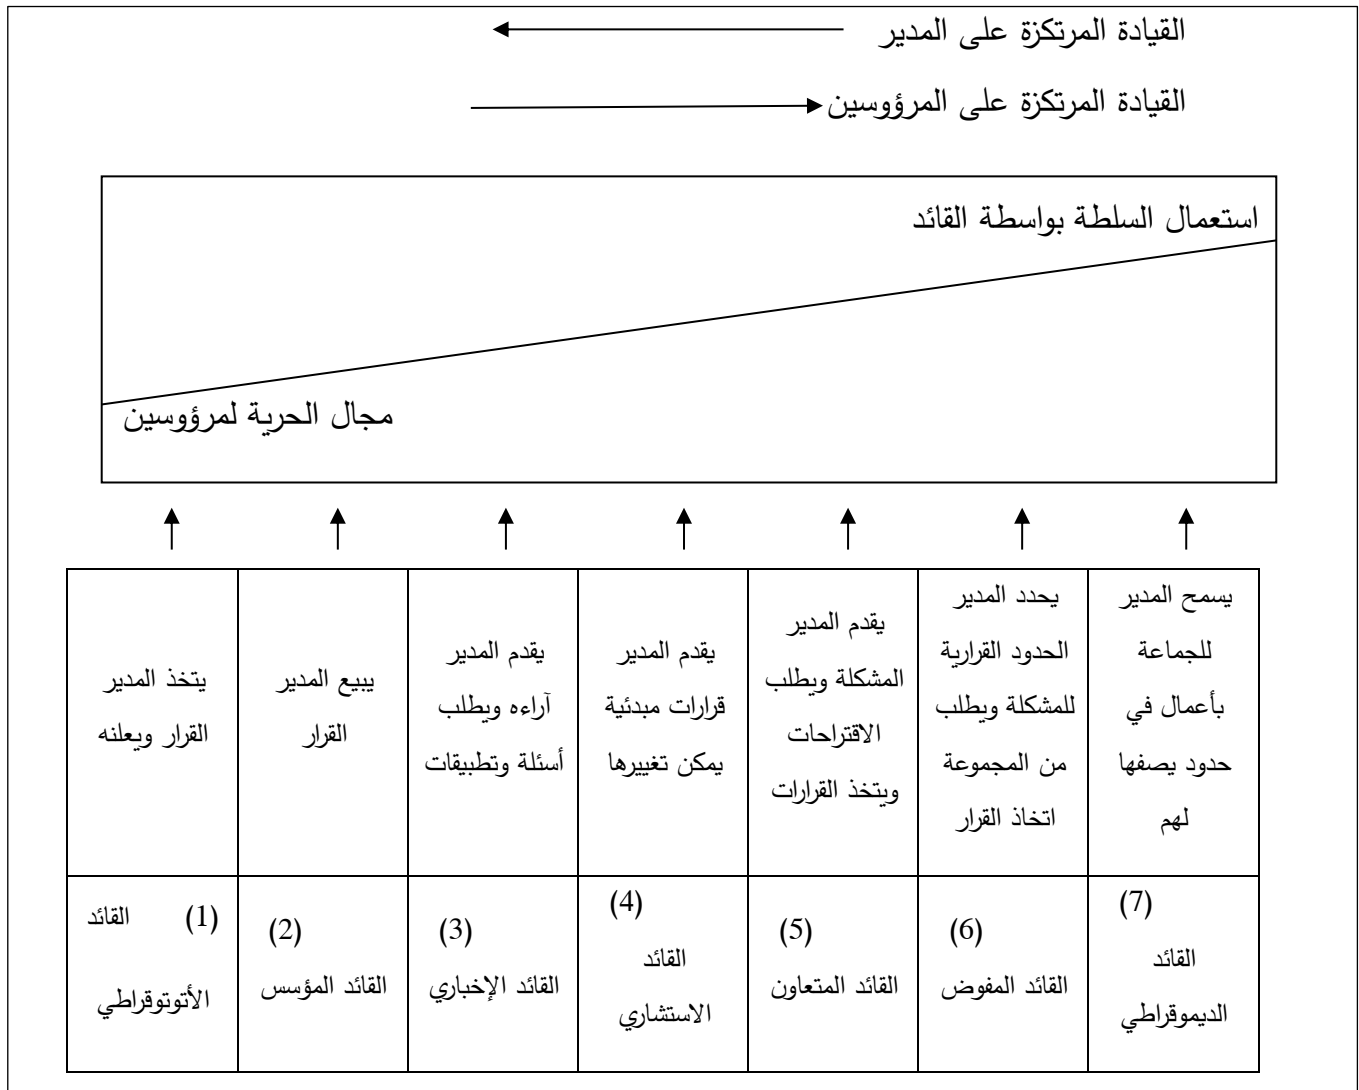 القيادة المرتكزة على المدير
القيادة المرتكزة على المرؤوسين
استعمال السلطة بواسطة القائد
مجال الحرية لمرؤوسين
يسمح المدير
للجماعة
بأعمال في
حدود يصفها
لهم
يحدد المدير
الحدود القرارية
للمشكلة ويطلب
من المجموعة
اتخاذ القرار
يقدم المدير
المشكلة ويطلب
الاقتراحات
ويتخذ القرارات
يقدم المدير
قرارات مبدئية
يمكن تغييرها
يقدم المدير
آراءه ويطلب
أسئلة وتطبيقات
يبيع المدير
القرار
يتخذ المدير
القرار ويعلنه
(7)
القائد
الديموقراطي
(6)
القائد المفوض
(5)
القائد المتعاون
(4)
القائد
الاستشاري
(3)
القائد الإخباري
(2)
القائد المؤسس
(1) القائد
الأتوتوقراطي